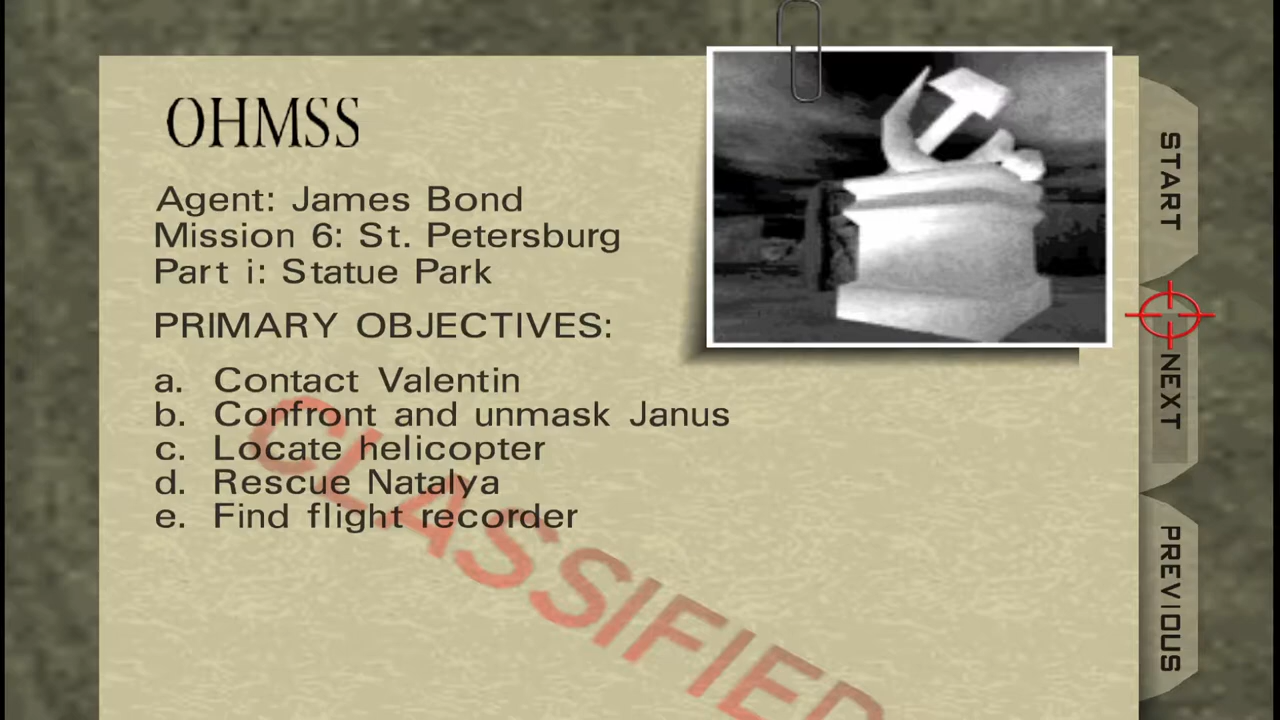 OHMSS
Agent: James Bond
Mission 6: St. Petersburg
Part i: Statue Park
PRIMARY OBJECTIVES:
a. Contact Valentin
b. Confront and unmask Janus
c. Locate helicopter
d. Rescue Natalya
e. Find flight recorder
CLASSIFIED
START
NEXT
PREVIOUS